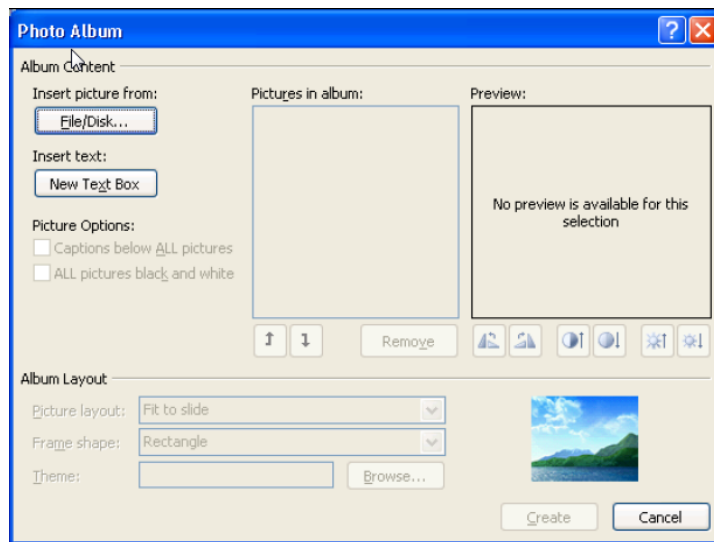 Photo Album
Album Content
Insert picture from:
File/Disk...
Insert text:
New Text Box
Picture Options:
Captions below ALL pictures
ALL pictures black and white
Pictures in album:
Remove
Preview:
No preview is available for this
selection
Album Layout
Picture layout: Fit to slide
Frame shape: Rectangle
Theme:
Browse...
Create
Cancel